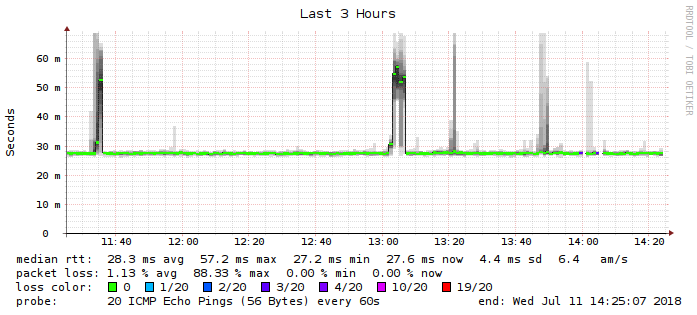 Last 3 Hours
RRDTOOL / TOBI OETIKER
Seconds
60 m
50 m
40 m
30 m
20 m
10 m
0
11:40 12:00 12:20 12:40 13:00 13:20 13:40 14:00 14:20
median rtt: 28.3 ms avg 57.2 ms max 27.2 ms min 27.6 ms now 4.4 ms sd 6.4 am/s
packet loss: 1.13 % avg 88.33 % max 0.00 % min 0.00 % now
loss color: 0 1/20 2/20 3/20 4/20 10/20 19/20
probe: 20 ICMP Echo Pings (56 Bytes) every 60s end: Wed Jul 11 14:25:07 2018